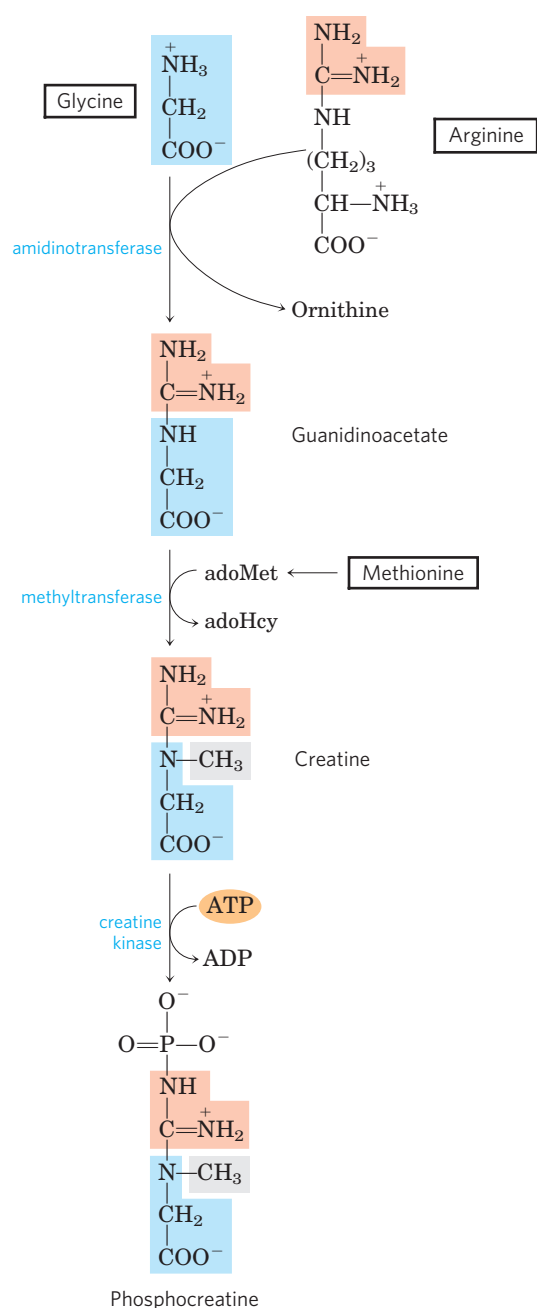 Glycine
+
NH3
CH2
COO−
NH2
+
C=NH2
NH
(CH2)3
+
CH—NH3
COO−
Arginine
amidinotransferase
Ornithine
NH2
+
C=NH2
NH
CH2
COO−
Guanidinoacetate
adoMet
Methionine
methyltransferase
adoHcy
NH2
+
C=NH2
N—CH3
CH2
COO−
Creatine
ATP
creatine
kinase
ADP
O−
O=P—O−
NH
+
C=NH2
N—CH3
CH2
COO−
Phosphocreatine